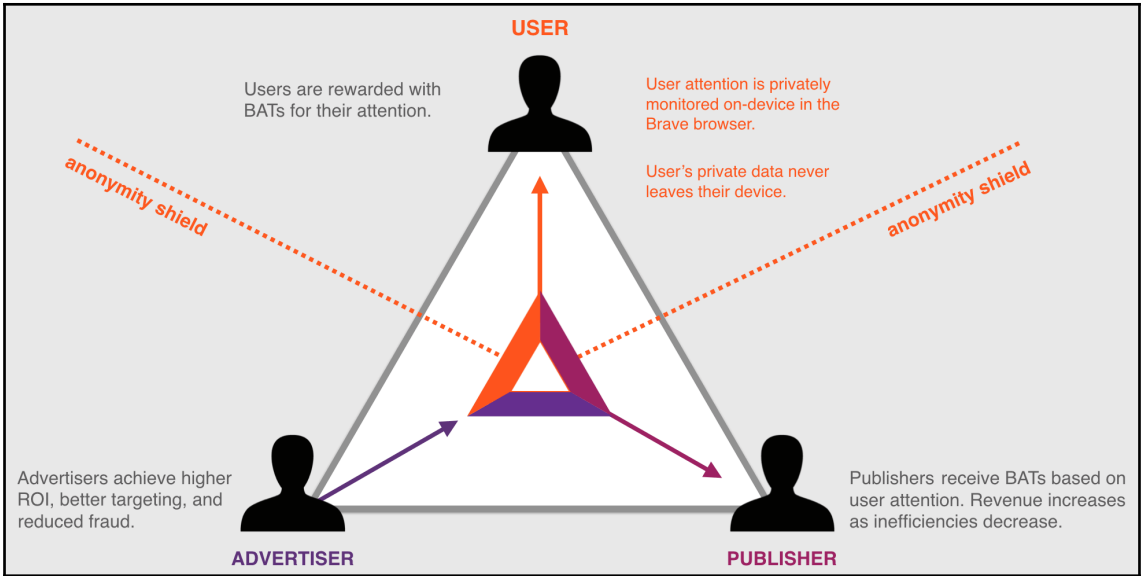 USER
Users are rewarded with
BATs for their attention.
User attention is privately
monitored on-device in the
Brave browser.
User's private data never
leaves their device.
anonymity shield
anonymity shield
Advertisers achieve higher
ROI, better targeting, and
reduced fraud.
ADVERTISER
Publishers receive BATs based on
user attention. Revenue increases
as inefficiencies decrease.
PUBLISHER